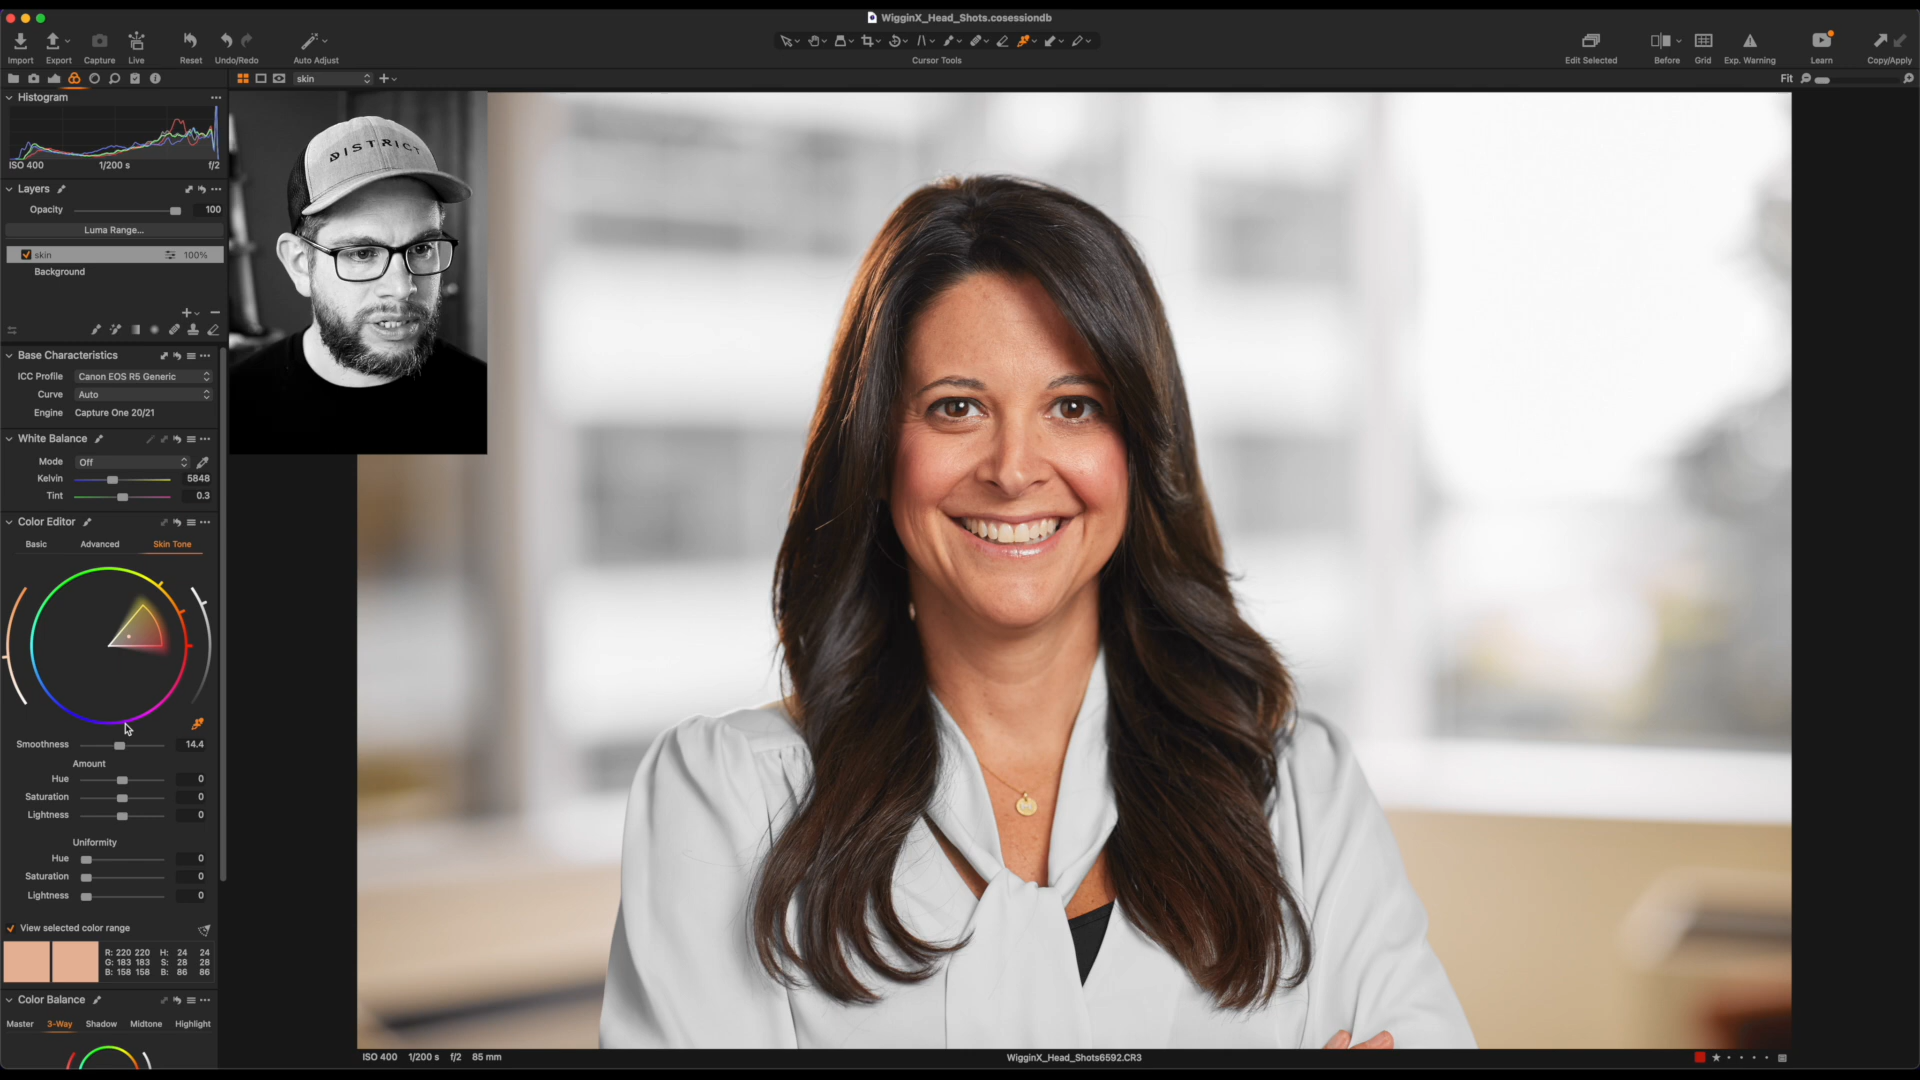 WigginX_Head_Shots.cosessiondb
Import
Export
Capture
Live
Reset
Undo/Redo
Auto Adjust
Cursor Tools
Edit Selected
Before
Grid
Exp. Warning
Learn
Copy/Apply
skin
Fit
Histogram
ISO 400
1/200 s
f/2
DISTRICT
Layers
Opacity
100
Luma Range...
skin
100%
Background
Base Characteristics
ICC Profile
Canon EOS R5 Generic
Curve
Auto
Engine
Capture One 20/21
White Balance
Mode
Off
Kelvin
5848
Tint
0.3
Color Editor
Basic
Advanced
Skin Tone
Smoothness
14.4
Amount
Hue
0
Saturation
0
Lightness
0
Uniformity
Hue
0
Saturation
0
Lightness
0
View selected color range
R: 220 220 H: 24 24
G: 183 183 S: 28 28
B: 158 158 B: 86 86
Color Balance
Master
3-Way
Shadow
Midtone
Highlight
ISO 400
1/200 s
f/2
85 mm
WigginX_Head_Shots6592.CR3